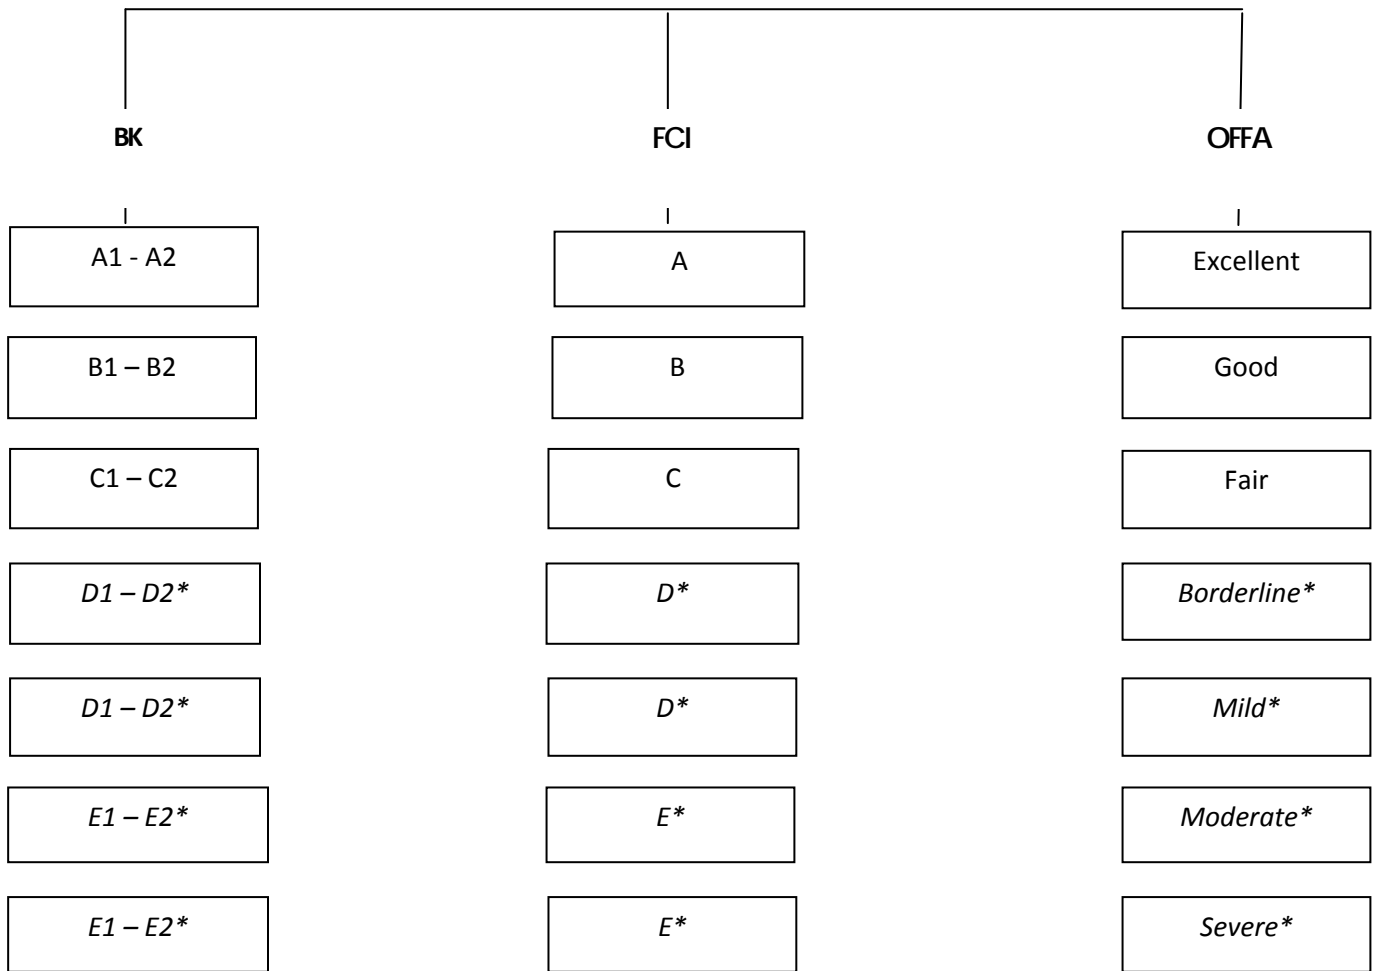 BK FCI OFFA
A1 - A2 A Excellent
B1 – B2 B Good
C1 – C2 C Fair
D1 – D2* D* Borderline*
D1 – D2* D* Mild*
E1 – E2* E* Moderate*
E1 – E2* E* Severe*